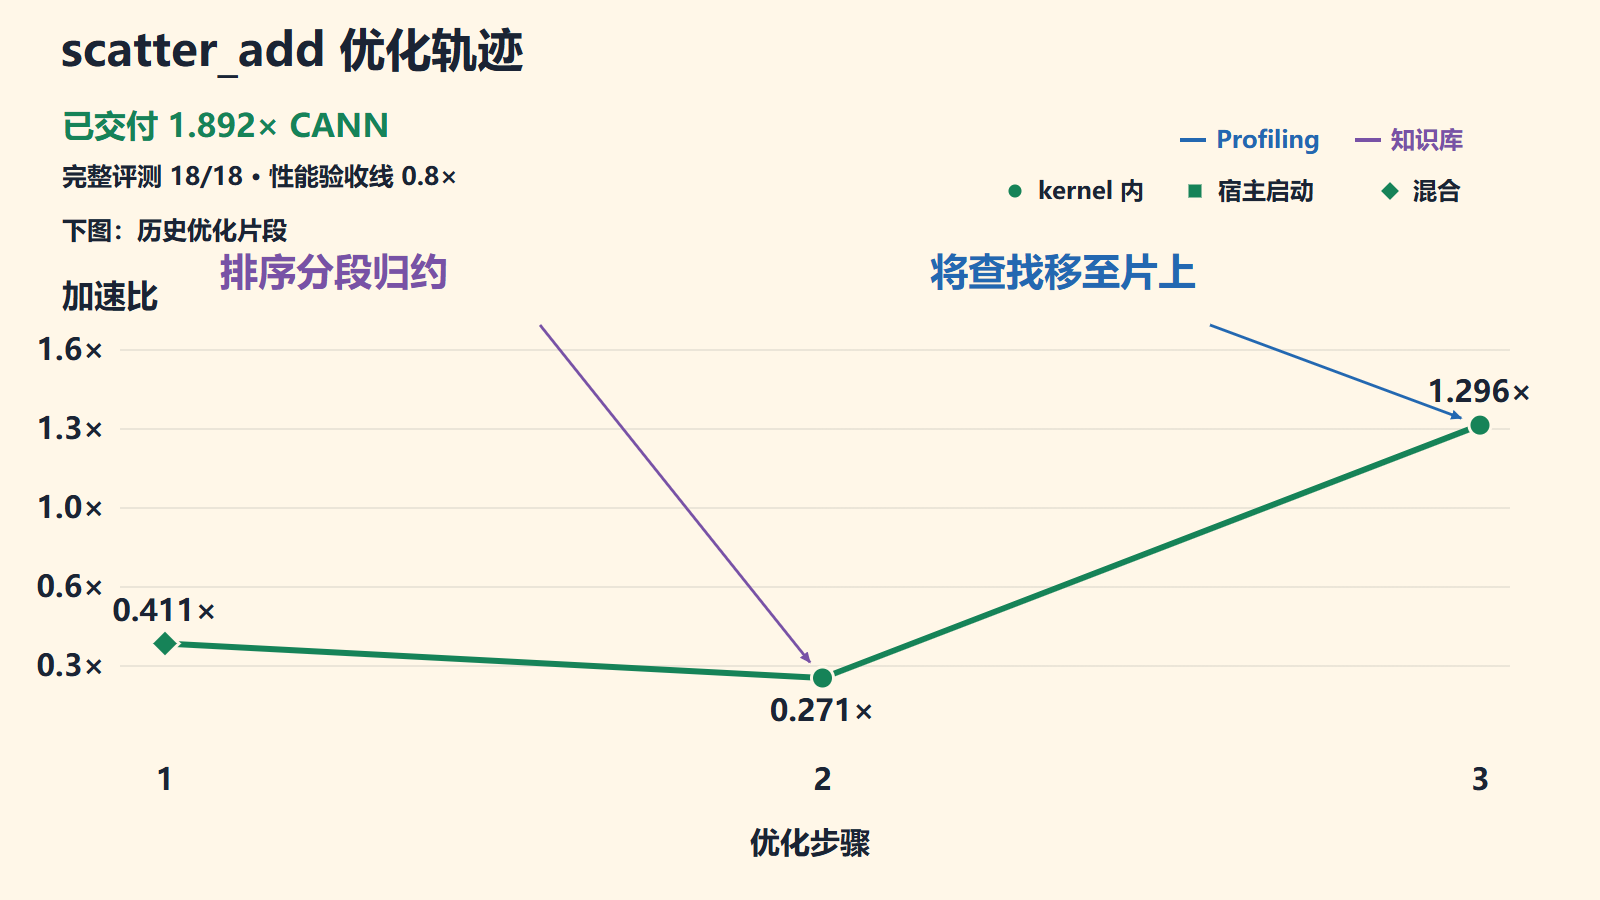 scatter_add 优化轨迹
已交付 1.892× CANN
完整评测 18/18·性能验收线 0.8×
下图：历史优化片段
Profiling 知识库
kernel 内 宿主启动 混合
排序分段归约
将查找移至片上
加速比
1.6×
1.296×
1.3×
1.0×
0.6×
0.411×
0.3×
0.271×
1 2 3
优化步骤